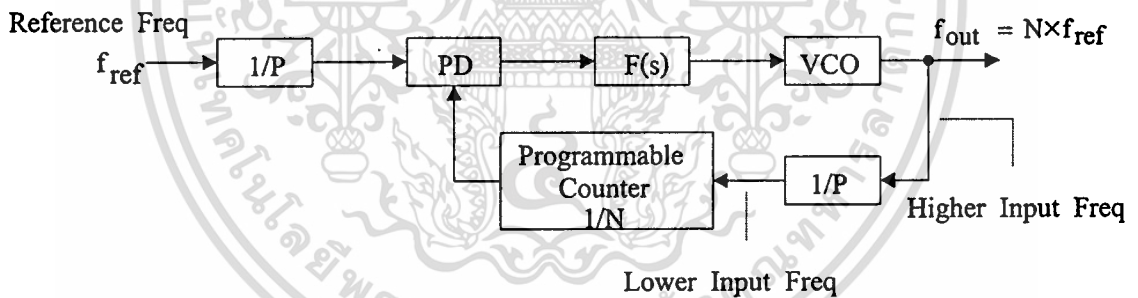 Reference Freq
f_ref
1/P
PD
F(s)
VCO
f_out = N×f_ref
Programmable
Counter
1/N
1/P
Higher Input Freq
Lower Input Freq